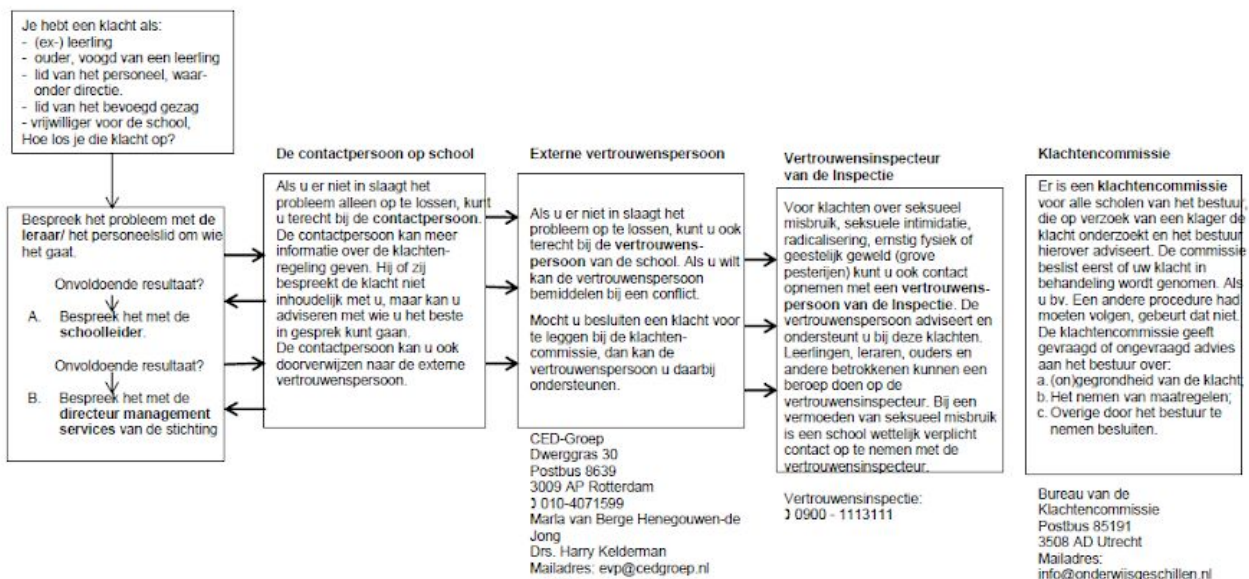 Je hebt een klacht als:
- (ex-) leerling
- ouder, voogd van een leerling
- lid van het personeel, waar-
onder directie.
- lid van het bevoegd gezag
- vrijwilliger voor de school,
Hoe los je die klacht op?
Bespreek het probleem met de
leraar/ het personeelslid om wie
het gaat.
Onvoldoende resultaat?
A. Bespreek het met de
schoolleider.
Onvoldoende resultaat?
B. Bespreek het met de
directeur management
services van de stichting
De contactpersoon op school
Als u er niet in slaagt het
probleem alleen op te lossen, kunt
u terecht bij de contactpersoon.
De contactpersoon kan meer
informatie over de klachten-
regeling geven. Hij of zij
bespreekt de klacht niet
inhoudelijk met u, maar kan u
adviseren met wie u het beste
in gesprek kunt gaan.
De contactpersoon kan u ook
doorverwijzen naar de externe
vertrouwenspersoon.
Externe vertrouwenspersoon
Als u er niet in slaagt het
probleem op te lossen, kunt u ook
terecht bij de vertrouwens-
persoon van de school. Als u wilt
kan de vertrouwenspersoon
bemiddelen bij een conflict.
Mocht u besluiten een klacht voor
te leggen bij de klachten-
commissie, dan kan de
vertrouwenspersoon u daarbij
ondersteunen.
CED-Groep
Dwerggras 30
Postbus 8639
3009 AP Rotterdam
010-4071599
Marla van Berge Henegouwen-de
Jong
Drs. Harry Kelderman
Mailadres: evp@cedgroep.nl
Vertrouwensinspecteur
van de Inspectie
Voor klachten over seksueel
misbruik, seksuele intimidatie,
radicalisering, ernstig fysiek of
geestelijk geweld (grove
pesterijen) kunt u ook contact
opnemen met een vertrouwens-
persoon van de Inspectie. De
vertrouwenspersoon adviseert en
ondersteunt u bij deze klachten.
Leerlingen, leraren, ouders en
andere betrokkenen kunnen een
beroep doen op de
vertrouwensinspecteur. Bij een
vermoeden van seksueel misbruik
is een school wettelijk verplicht
contact op te nemen met de
vertrouwensinspecteur.
Vertrouwensinspectie:
0900 - 1113111
Klachtencommissie
Er is een klachtencommissie
voor alle scholen van het bestuur,
die op verzoek van een klager de
klacht onderzoekt en het bestuur
hierover adviseert. De commissie
beslist eerst of uw klacht in
behandeling wordt genomen. Als
u bv. Een andere procedure had
moeten volgen, gebeurt dat niet.
De klachtencommissie geeft
gevraagd of ongevraagd advies
aan het bestuur over:
a. (on)gegrondheid van de klacht;
b. Het nemen van maatregelen;
c. Overige door het bestuur te
nemen besluiten.
Bureau van de
Klachtencommissie
Postbus 85191
3508 AD Utrecht
Mailadres:
info@onderwijsgeschillen.nl